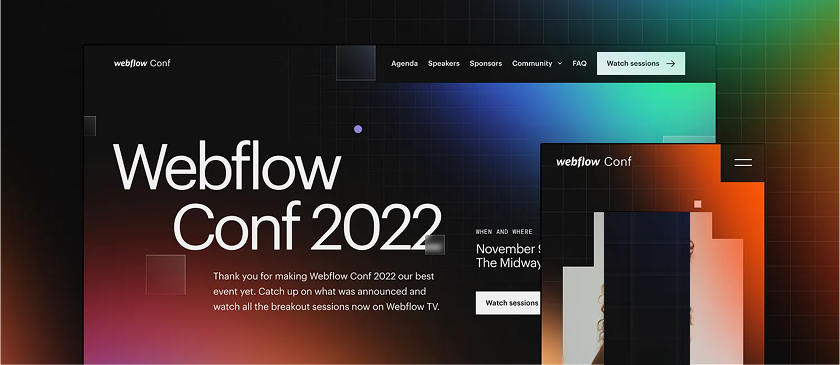 webflow Conf
Agenda Speakers Sponsors Community FAQ Watch sessions
Webflow
Conf 2022
Thank you for making Webflow Conf 2022 our best
event yet. Catch up on what was announced and
watch all the breakout sessions now on Webflow TV.
WHEN AND WHERE
November
The Midway
Watch sessions
webflow Conf